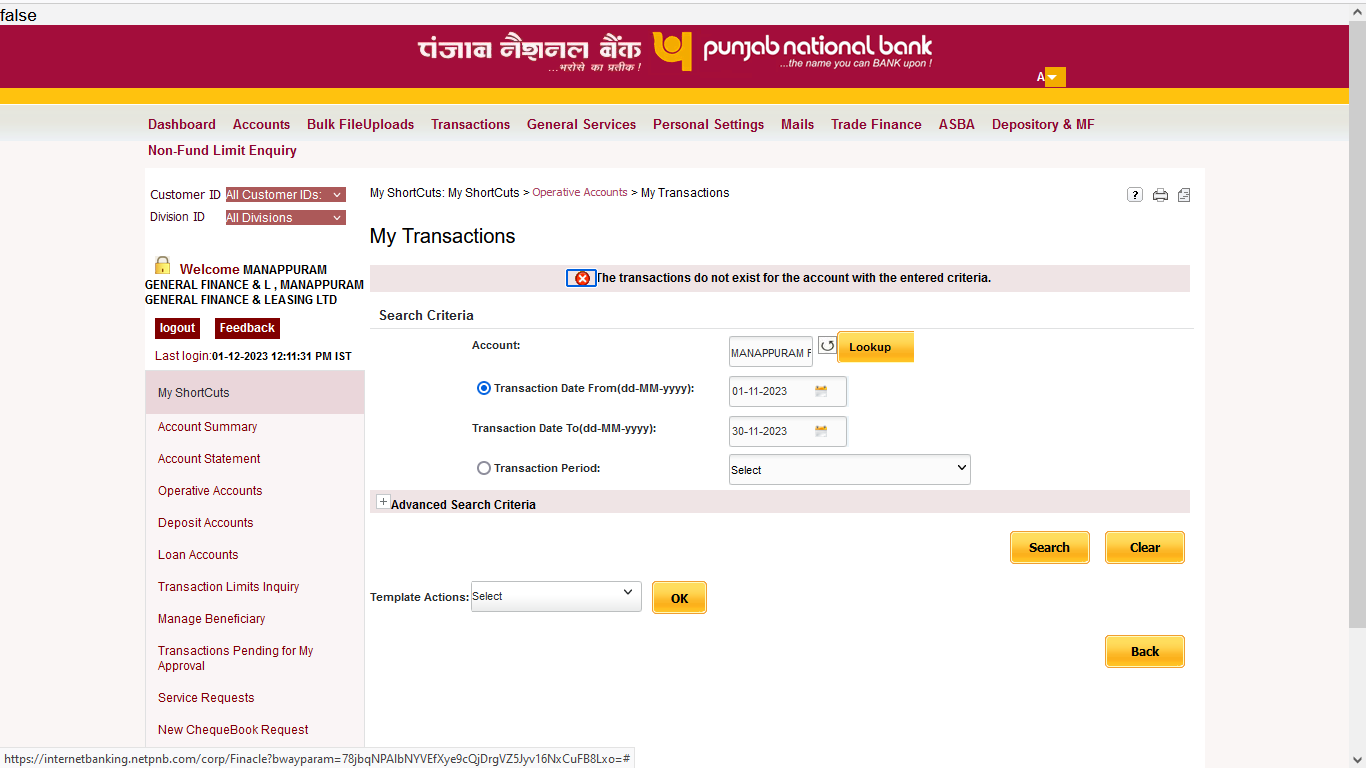 false
पंजाब नैशनल बैंक punjab national bank
...भरोसे का प्रतीक ! ...the name you can BANK upon !
A
Dashboard Accounts Bulk FileUploads Transactions General Services Personal Settings Mails Trade Finance ASBA Depository & MF
Non-Fund Limit Enquiry
Customer ID All Customer IDs:
Division ID All Divisions
My ShortCuts: My ShortCuts > Operative Accounts > My Transactions
?
My Transactions
Welcome MANAPPURAM
GENERAL FINANCE & L , MANAPPURAM
GENERAL FINANCE & LEASING LTD
logout Feedback
Last login:01-12-2023 12:11:31 PM IST
The transactions do not exist for the account with the entered criteria.
Search Criteria
Account: MANAPPURAM F Lookup
Transaction Date From(dd-MM-yyyy): 01-11-2023
Transaction Date To(dd-MM-yyyy): 30-11-2023
Transaction Period: Select
+ Advanced Search Criteria
Search Clear
Template Actions: Select OK
Back
My ShortCuts
Account Summary
Account Statement
Operative Accounts
Deposit Accounts
Loan Accounts
Transaction Limits Inquiry
Manage Beneficiary
Transactions Pending for My
Approval
Service Requests
New ChequeBook Request
https://internetbanking.netpnb.com/corp/Finacle?bwayparam=78jbqNPAIbNYVEfXye9cQjDrgVZ5Jyv16NxCuFB8Lxo=#